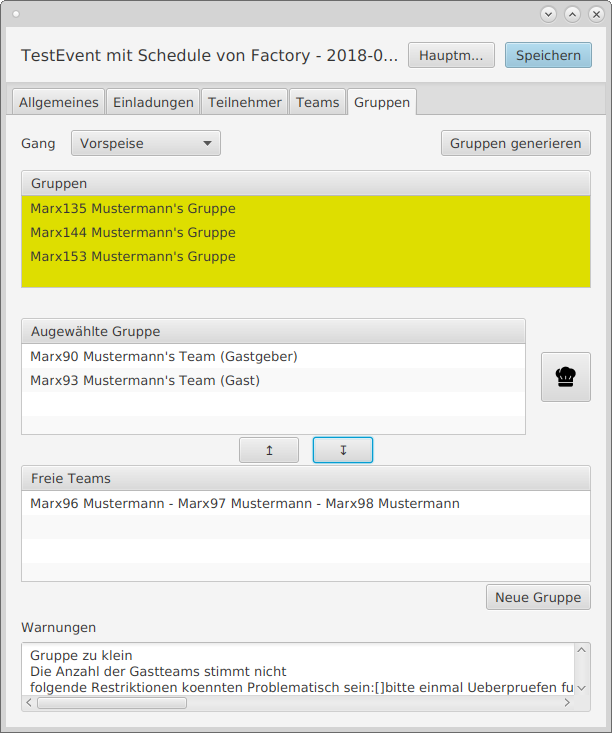 TestEvent mit Schedule von Factory - 2018-0...
Hauptm...
Speichern
Allgemeines
Einladungen
Teilnehmer
Teams
Gruppen
Gang
Vorspeise
Gruppen generieren
Gruppen
Marx135 Mustermann's Gruppe
Marx144 Mustermann's Gruppe
Marx153 Mustermann's Gruppe
Augewählte Gruppe
Marx90 Mustermann's Team (Gastgeber)
Marx93 Mustermann's Team (Gast)
↥
↧
Freie Teams
Marx96 Mustermann - Marx97 Mustermann - Marx98 Mustermann
Neue Gruppe
Warnungen
Gruppe zu klein
Die Anzahl der Gastteams stimmt nicht
folgende Restriktionen koennten Problematisch sein:[]bitte einmal Ueberpruefen fu